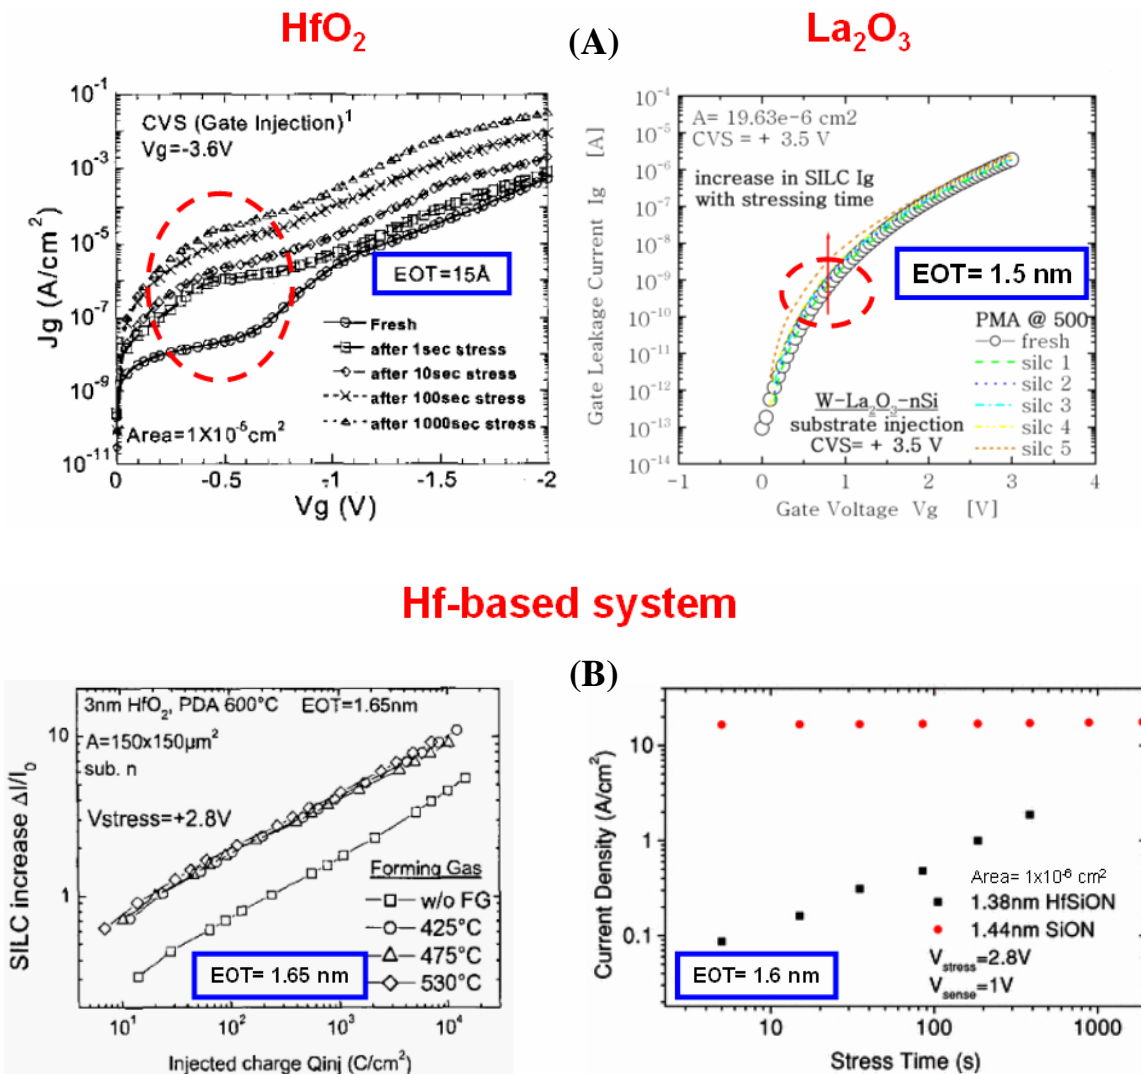 HfO2
(A)
La2O3
CVS (Gate Injection)1
Vg=-3.6V
EOT=15Å
Fresh
after 1sec stress
after 10sec stress
after 100sec stress
after 1000sec stress
Area=1X10-5cm2
10-1
10-3
10-5
10-7
10-9
10-11
Jg (A/cm2)
0
-0.5
-1
-1.5
-2
Vg (V)
A= 19.63e-6 cm2
CVS = + 3.5 V
increase in SILC Ig
with stressing time
EOT= 1.5 nm
PMA @ 500
fresh
silc 1
silc 2
silc 3
silc 4
silc 5
W-La2O3-nSi
substrate injection
CVS= + 3.5 V
10-4
10-5
10-6
10-7
10-8
10-9
10-10
10-11
10-12
10-13
10-14
Gate Leakage Current Ig [A]
-1
0
1
2
3
4
Gate Voltage Vg [V]
Hf-based system
(B)
3nm HfO2, PDA 600°C EOT=1.65nm
A=150x150µm2
sub. n
Vstress=+2.8V
Forming Gas
w/o FG
425°C
475°C
530°C
EOT= 1.65 nm
10
1
SILC increase ΔI/I0
101
102
103
104
Injected charge Qinj (C/cm2)
10
1
0.1
Current Density (A/cm2)
Area= 1x10-6 cm2
1.38nm HfSiON
1.44nm SiON
Vstress=2.8V
Vsense=1V
EOT= 1.6 nm
10
100
1000
Stress Time (s)